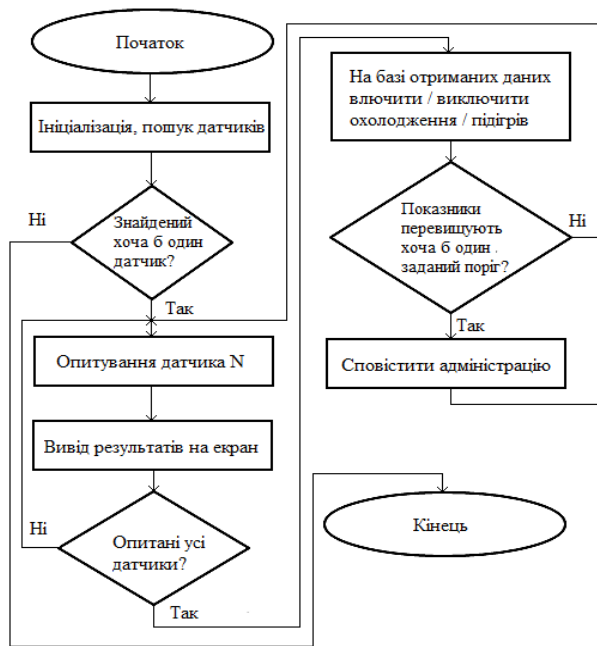 Початок
Ініціалізація, пошук датчиків
Ні
Знайдений
хоча б один
датчик?
Так
Опитування датчика N
Вивід результатів на екран
Ні
Опитані усі
датчики?
Так
На базі отриманих даних
влючити / виключити
охолодження / підігрів
Показники
перевищують
хоча б один .
заданий поріг?
Ні
Так
Сповістити адміністрацію
Кінець